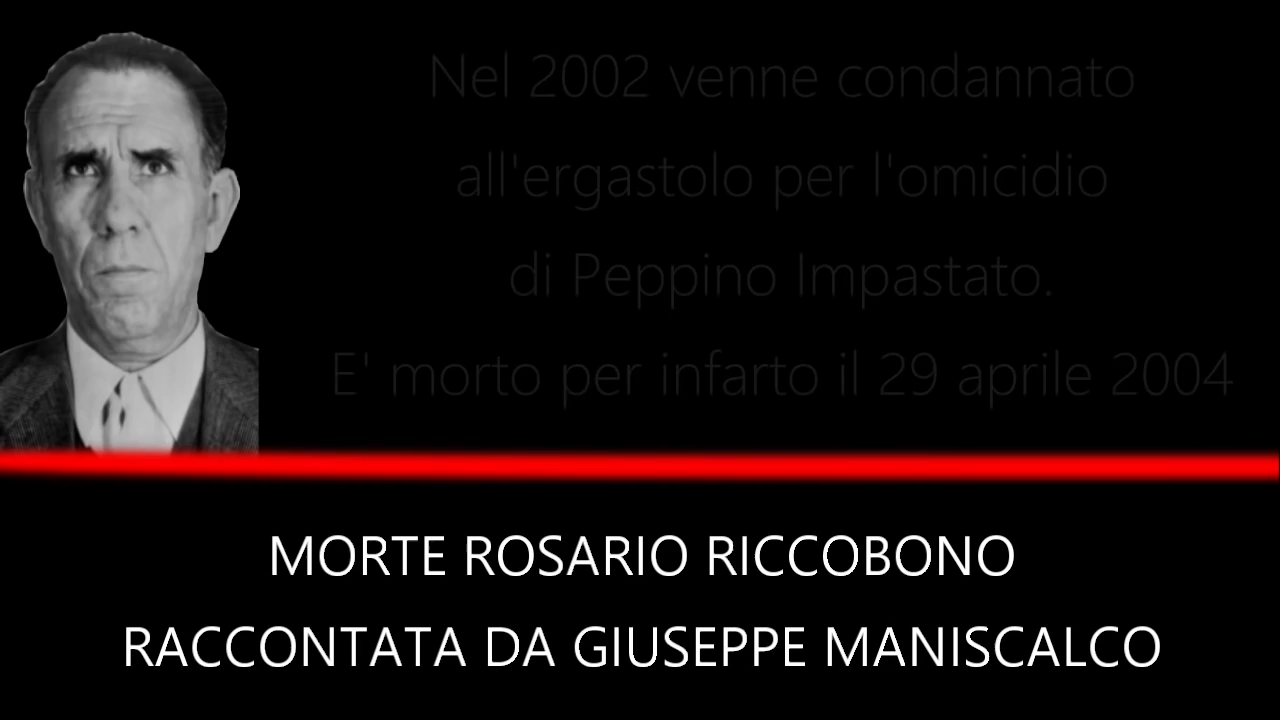 Nel 2002 venne condannato
all'ergastolo per l'omicidio
di Peppino Impastato.
E' morto per infarto il 29 aprile 2004
MORTE ROSARIO RICCOBONO
RACCONTATA DA GIUSEPPE MANISCALCO